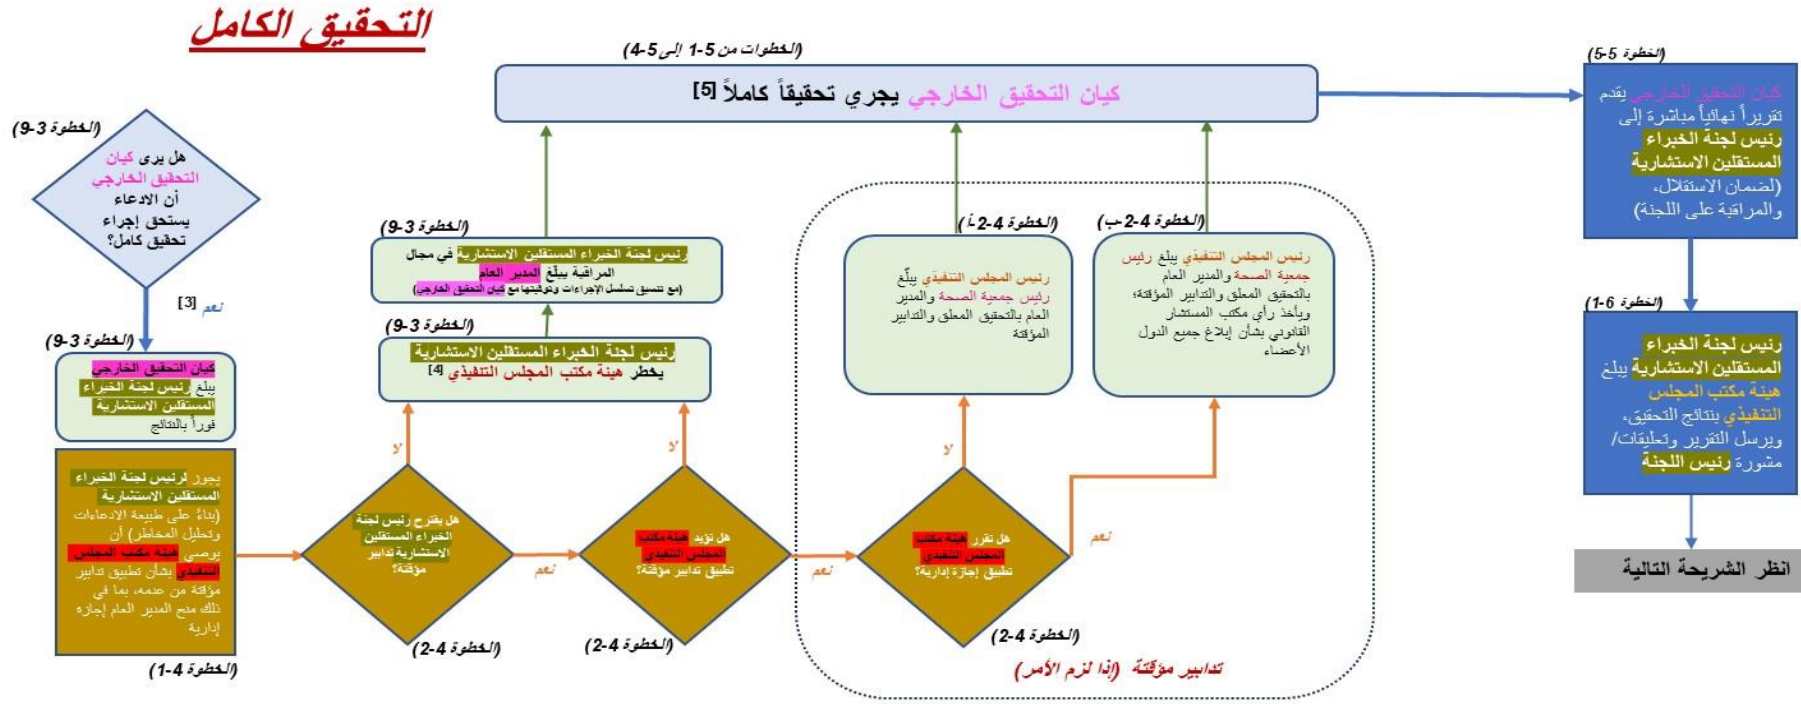 التحقيق الكامل
(الخطوة 3-9)
هل يرى كيان
التحقيق الخارجي
أن الادعاء
يستحق إجراء
تحقيق كامل؟
نعم [3]
(الخطوة 3-9)
كيان التحقيق الخارجي
يبلغ رئيس لجنة الخبراء
المستقلين الاستشارية
فوراً بالنتائج
يجوز لرئيس لجنة الخبراء
المستقلين الاستشارية
(بناءً على طبيعة الادعاءات
وتحليل المخاطر) أن
يوصي هيئة مكتب المجلس
التنفيذي بشأن تطبيق تدابير
مؤقتة من عدمه، بما في
ذلك منح المدير العام إجازة
إدارية
(الخطوة 4-1)
هل يقترح رئيس لجنة
الخبراء المستقلين
الاستشارية تدابير
مؤقتة؟
(الخطوة 4-2)
لا
نعم
(الخطوة 3-9)
رئيس لجنة الخبراء المستقلين الاستشارية
يخطر هيئة مكتب المجلس التنفيذي [4]
(الخطوة 3-9)
رئيس لجنة الخبراء المستقلين الاستشارية في مجال
المراقبة يبلّغ المدير العام
(مع تنسيق تسلسل الإجراءات وتوقيتها مع كيان التحقيق الخارجي)
هل تؤيد هيئة مكتب
المجلس التنفيذي
تطبيق تدابير مؤقتة؟
(الخطوة 4-2)
لا
نعم
هل تقرر هيئة مكتب
المجلس التنفيذي
تطبيق إجازة إدارية؟
(الخطوة 4-2)
لا
نعم
تدابير مؤقتة (إذا لزم الأمر)
(الخطوة 4-2-أ)
رئيس المجلس التنفيذي يبلّغ
رئيس جمعية الصحة والمدير
العام بالتحقيق المعلق والتدابير
المؤقتة
(الخطوة 4-2-ب)
رئيس المجلس التنفيذي يبلغ رئيس
جمعية الصحة والمدير العام
بالتحقيق المعلق والتدابير المؤقتة؛
ويأخذ رأي مكتب المستشار
القانوني بشأن إبلاغ جميع الدول
الأعضاء
(الخطوات من 5-1 إلى 5-4)
كيان التحقيق الخارجي يجري تحقيقاً كاملاً [5]
(الخطوة 5-5)
كيان التحقيق الخارجي يقدم
تقريراً نهائياً مباشرة إلى
رئيس لجنة الخبراء
المستقلين الاستشارية
(لضمان الاستقلال،
والمراقبة على اللجنة)
(الخطوة 6-1)
رئيس لجنة الخبراء
المستقلين الاستشارية يبلغ
هيئة مكتب المجلس
التنفيذي بنتائج التحقيق،
ويرسل التقرير وتعليقات/
مشورة رئيس اللجنة
انظر الشريحة التالية